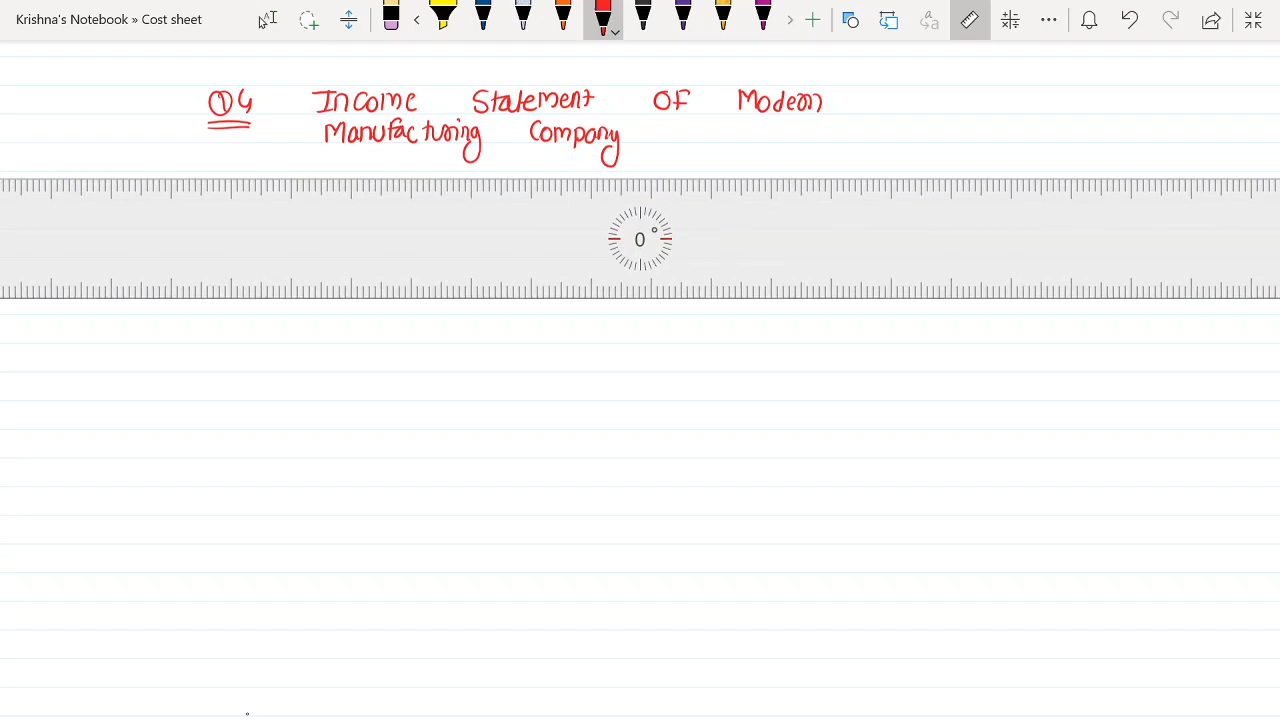 Krishna's Notebook » Cost sheet
Q4 Income Statement OF Modern
Manufacturing Company
0°